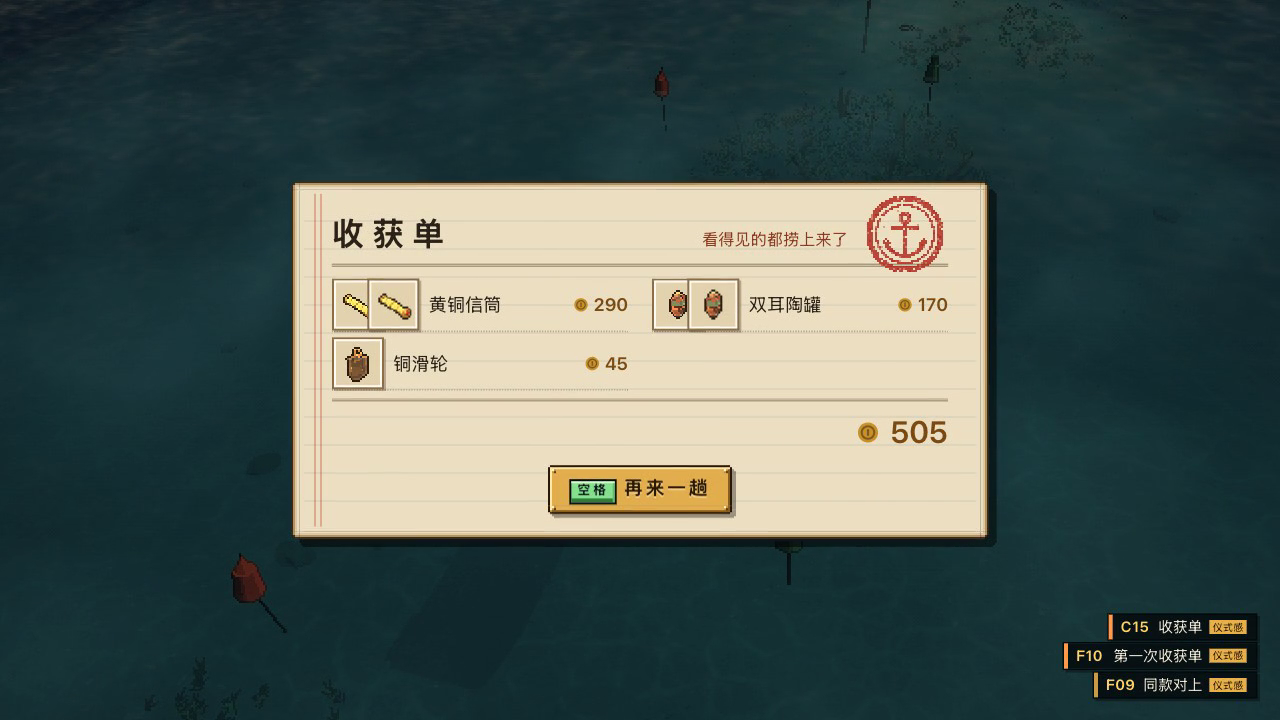 收获单
看得见的都捞上来了
黄铜信筒 290
双耳陶罐 170
铜滑轮 45
505
空格 再来一趟
C15 收获单 仪式感
F10 第一次收获单 仪式感
F09 同款对上 仪式感